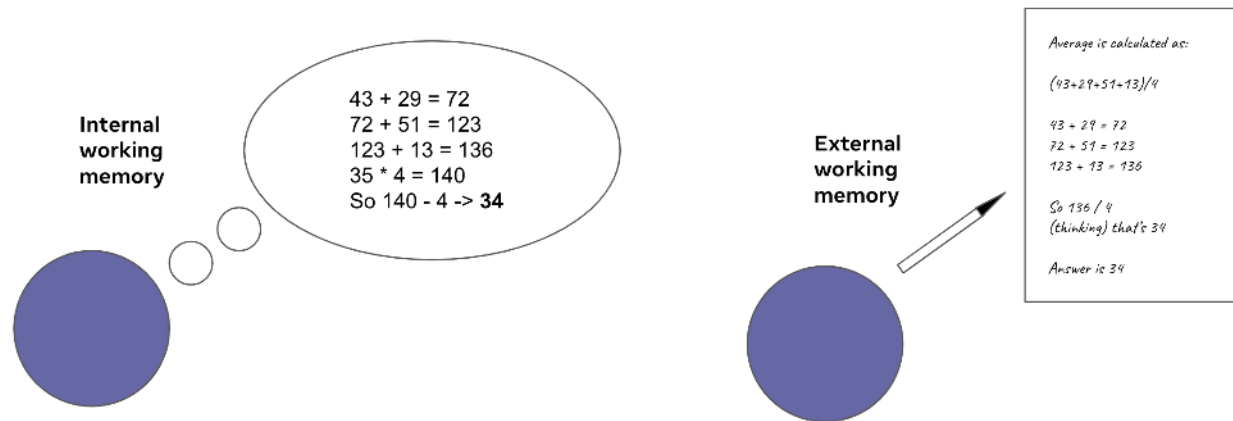 Internal
working
memory
43 + 29 = 72
72 + 51 = 123
123 + 13 = 136
35 * 4 = 140
So 140 - 4 -> 34
External
working
memory
Average is calculated as:
(43+29+51+13)/4
43 + 29 = 72
72 + 51 = 123
123 + 13 = 136
So 136 / 4
(thinking) that's 34
Answer is 34